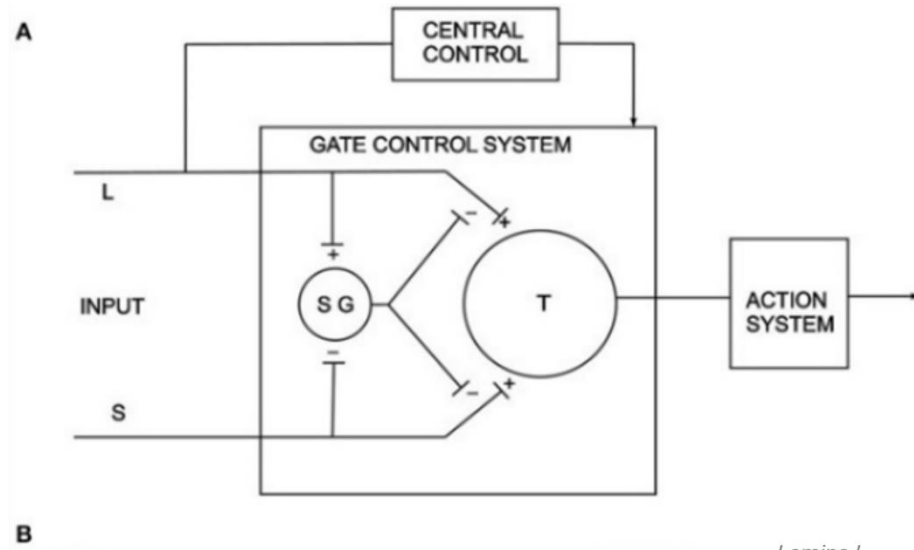 A
CENTRAL
CONTROL
GATE CONTROL SYSTEM
L
+
-
+
INPUT
S G
T
ACTION
SYSTEM
-
-
+
S
B